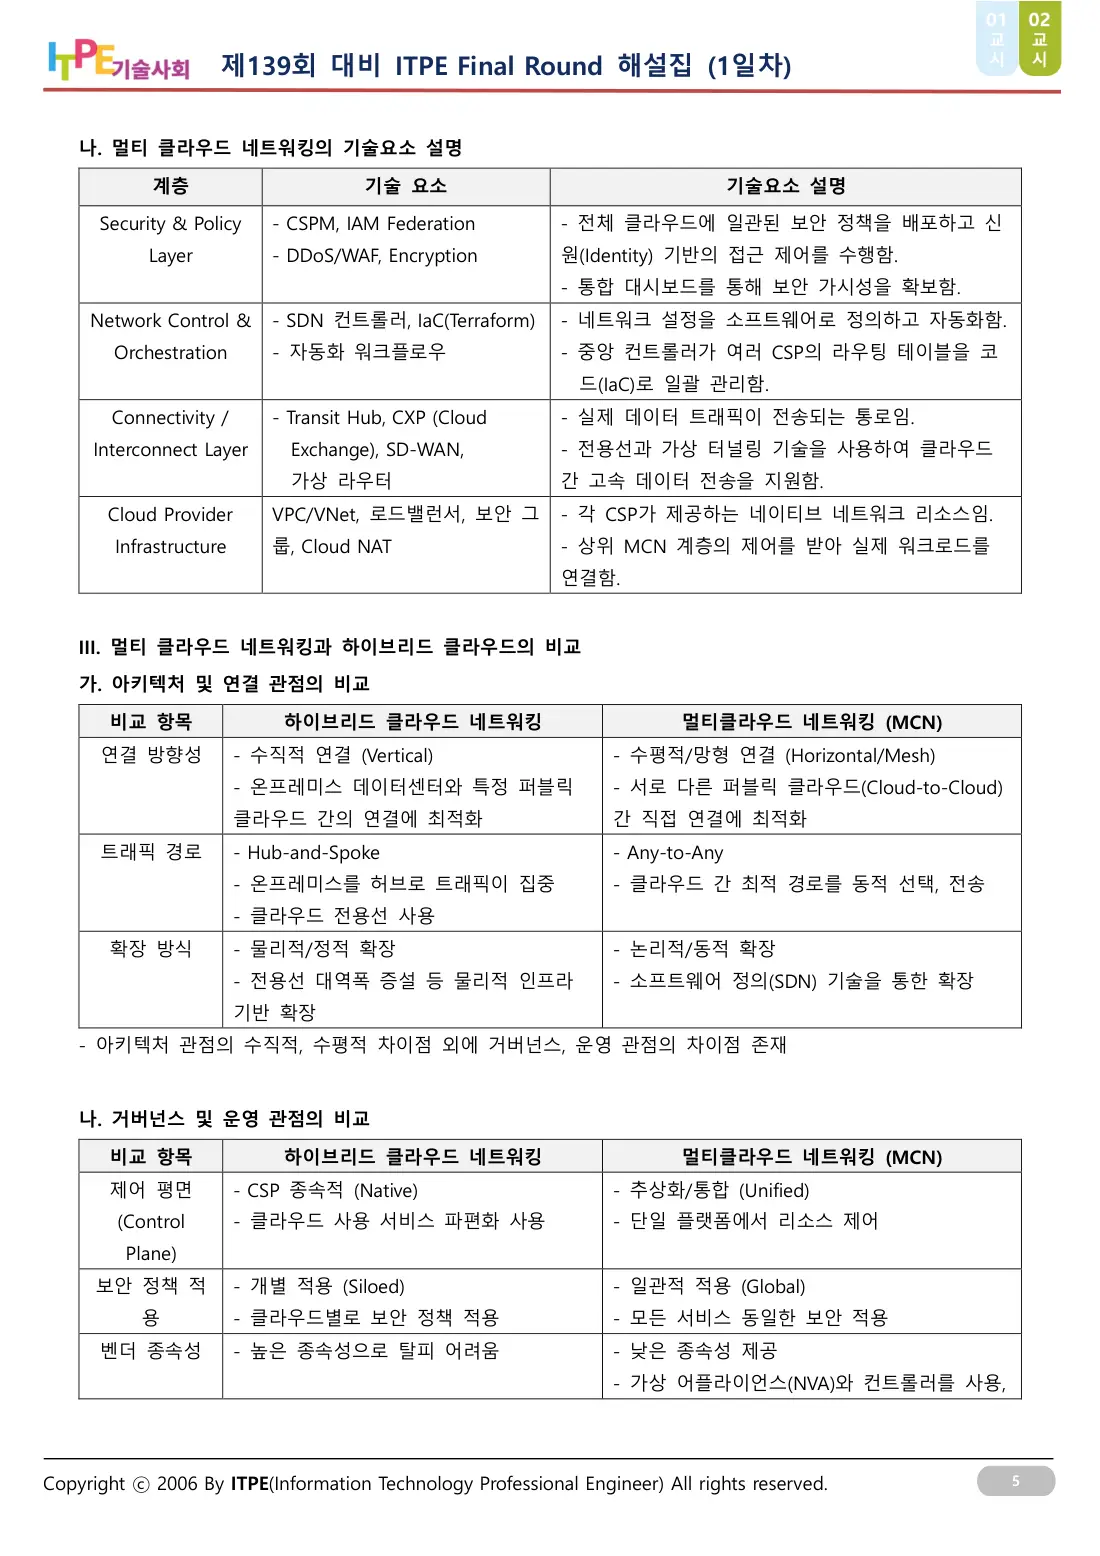 01
교
시
02
교
시
ITPE기술사회 제139회 대비 ITPE Final Round 해설집 (1일차)
나. 멀티 클라우드 네트워킹의 기술요소 설명
계층 기술 요소 기술요소 설명
Security & Policy - CSPM, IAM Federation - 전체 클라우드에 일관된 보안 정책을 배포하고 신
Layer - DDoS/WAF, Encryption 원(Identity) 기반의 접근 제어를 수행함.
- 통합 대시보드를 통해 보안 가시성을 확보함.
Network Control & - SDN 컨트롤러, IaC(Terraform) - 네트워크 설정을 소프트웨어로 정의하고 자동화함.
Orchestration - 자동화 워크플로우 - 중앙 컨트롤러가 여러 CSP의 라우팅 테이블을 코
드(IaC)로 일괄 관리함.
Connectivity / - Transit Hub, CXP (Cloud - 실제 데이터 트래픽이 전송되는 통로임.
Interconnect Layer Exchange), SD-WAN, - 전용선과 가상 터널링 기술을 사용하여 클라우드
가상 라우터 간 고속 데이터 전송을 지원함.
Cloud Provider VPC/VNet, 로드밸런서, 보안 그 - 각 CSP가 제공하는 네이티브 네트워크 리소스임.
Infrastructure 룹, Cloud NAT - 상위 MCN 계층의 제어를 받아 실제 워크로드를
연결함.
III. 멀티 클라우드 네트워킹과 하이브리드 클라우드의 비교
가. 아키텍처 및 연결 관점의 비교
비교 항목 하이브리드 클라우드 네트워킹 멀티클라우드 네트워킹 (MCN)
연결 방향성 - 수직적 연결 (Vertical) - 수평적/망형 연결 (Horizontal/Mesh)
- 온프레미스 데이터센터와 특정 퍼블릭 - 서로 다른 퍼블릭 클라우드(Cloud-to-Cloud)
클라우드 간의 연결에 최적화 간 직접 연결에 최적화
트래픽 경로 - Hub-and-Spoke - Any-to-Any
- 온프레미스를 허브로 트래픽이 집중 - 클라우드 간 최적 경로를 동적 선택, 전송
- 클라우드 전용선 사용
확장 방식 - 물리적/정적 확장 - 논리적/동적 확장
- 전용선 대역폭 증설 등 물리적 인프라 - 소프트웨어 정의(SDN) 기술을 통한 확장
기반 확장
- 아키텍처 관점의 수직적, 수평적 차이점 외에 거버넌스, 운영 관점의 차이점 존재
나. 거버넌스 및 운영 관점의 비교
비교 항목 하이브리드 클라우드 네트워킹 멀티클라우드 네트워킹 (MCN)
제어 평면 - CSP 종속적 (Native) - 추상화/통합 (Unified)
(Control - 클라우드 사용 서비스 파편화 사용 - 단일 플랫폼에서 리소스 제어
Plane)
보안 정책 적 - 개별 적용 (Siloed) - 일관적 적용 (Global)
용 - 클라우드별로 보안 정책 적용 - 모든 서비스 동일한 보안 적용
벤더 종속성 - 높은 종속성으로 탈피 어려움 - 낮은 종속성 제공
- 가상 어플라이언스(NVA)와 컨트롤러를 사용,
Copyright ⓒ 2006 By ITPE(Information Technology Professional Engineer) All rights reserved. 5